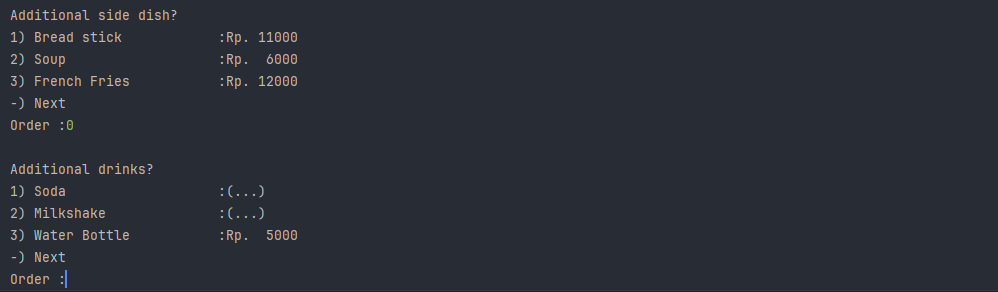 Additional side dish?
1) Bread stick            :Rp. 11000
2) Soup                   :Rp.  6000
3) French Fries           :Rp. 12000
-) Next
Order :0

Additional drinks?
1) Soda                   :(...)
2) Milkshake              :(...)
3) Water Bottle           :Rp.  5000
-) Next
Order :